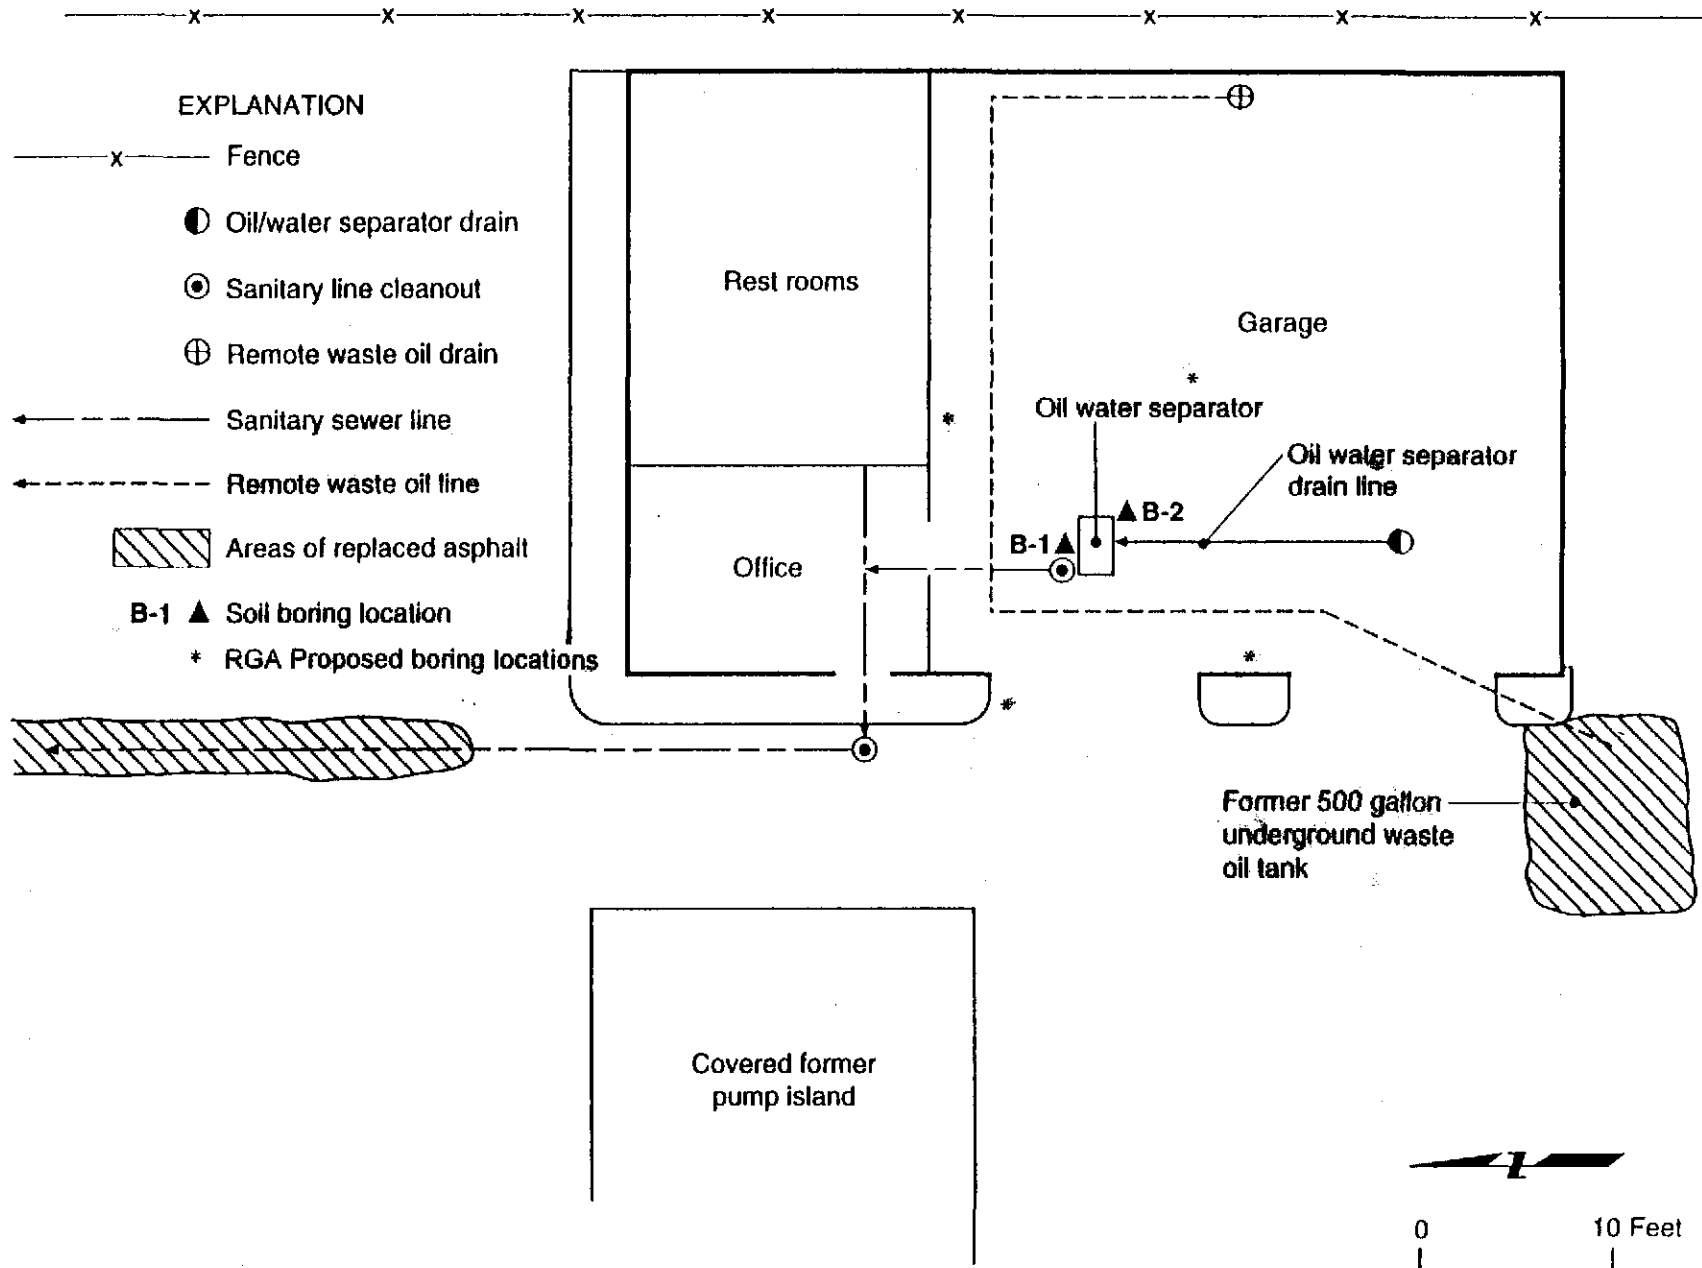 EXPLANATION
x Fence
Oil/water separator drain
Sanitary line cleanout
Remote waste oil drain
Sanitary sewer line
Remote waste oil line
Areas of replaced asphalt
B-1 Soil boring location
* RGA Proposed boring locations
x x x x x x x x
Rest rooms
Garage
*
*
Oil water separator
Oil water separator
drain line
B-2
B-1
Office
*
*
Former 500 gallon
underground waste
oil tank
Covered former
pump island
Z
0 10 Feet